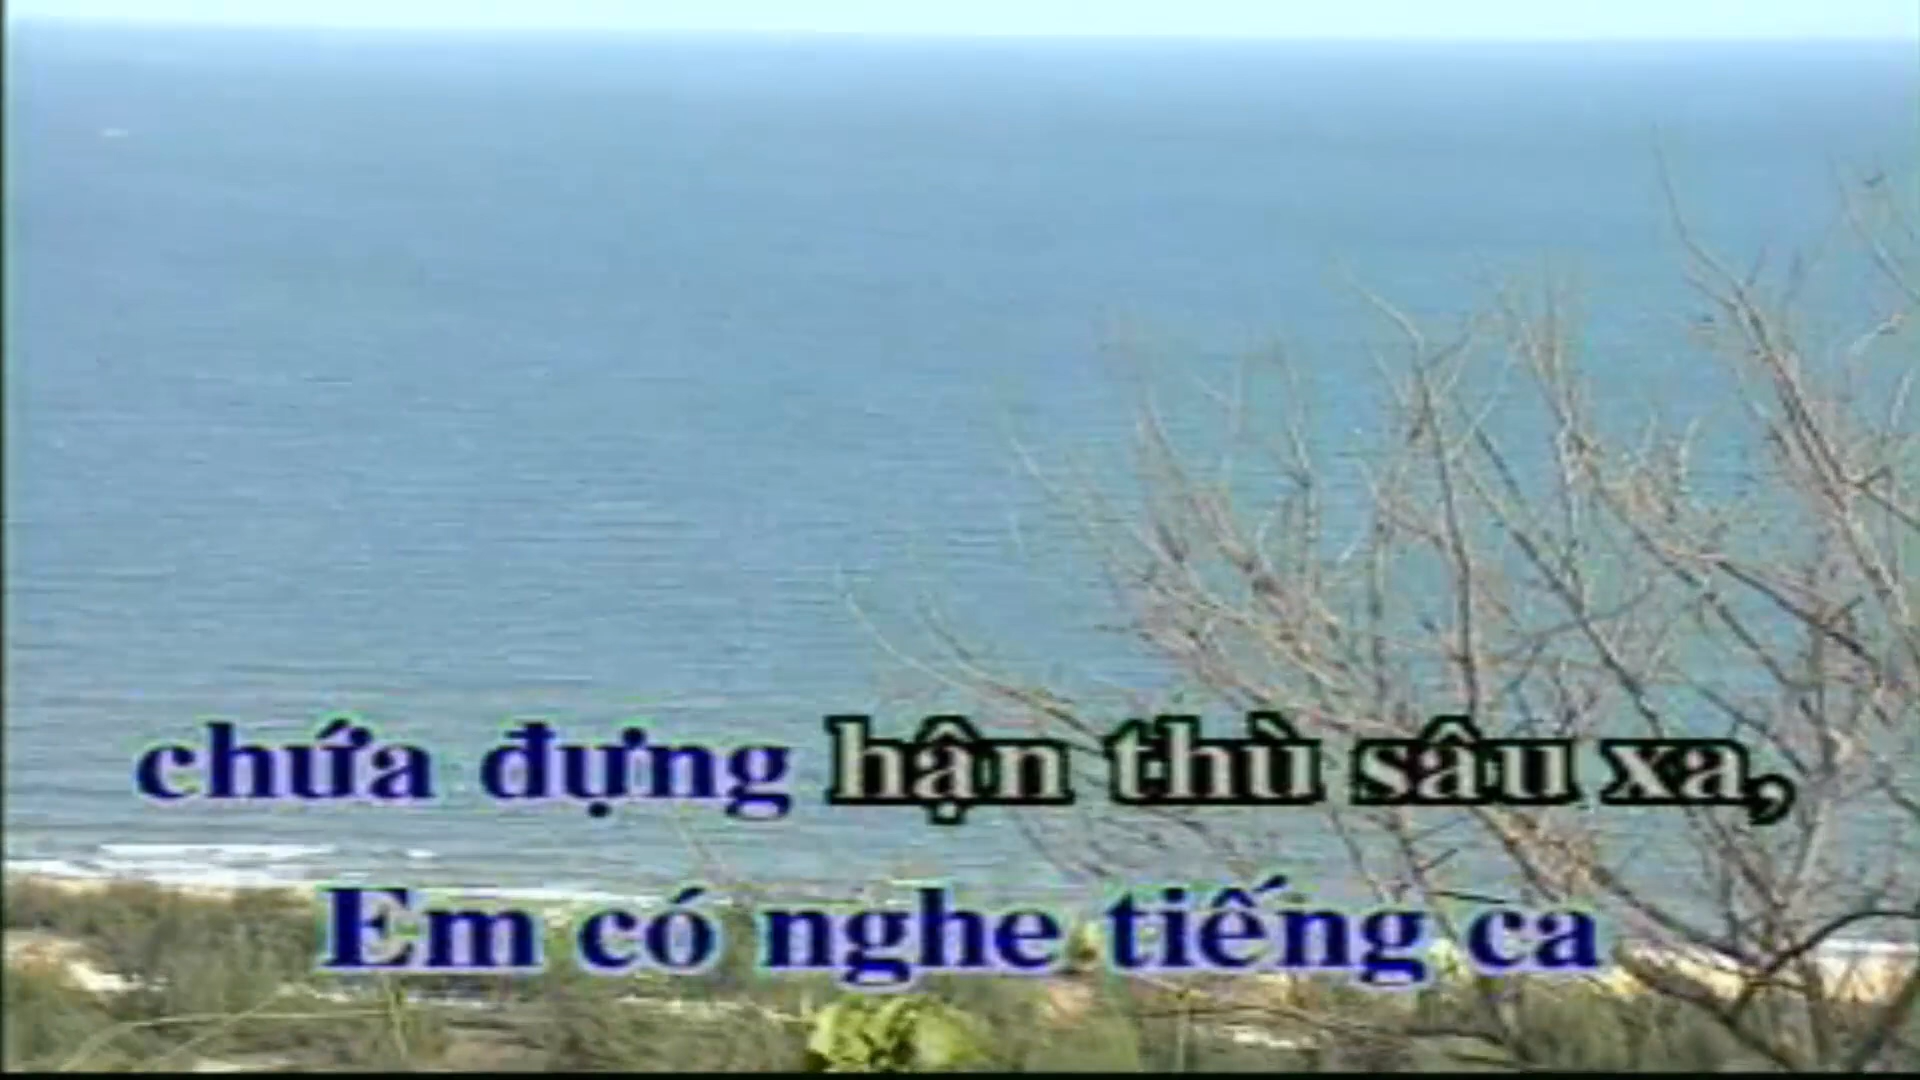 chứa đựng hận thù sâu xa,
Em có nghe tiếng ca